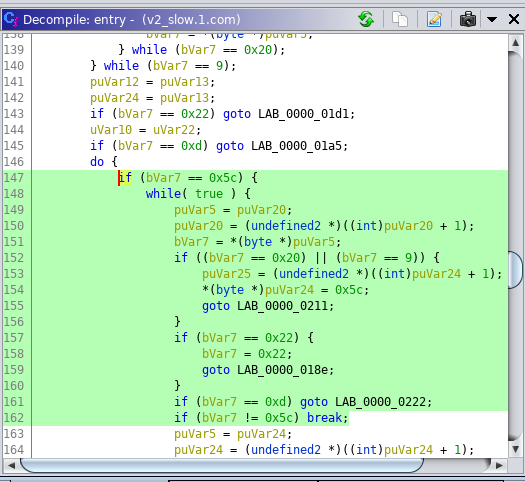 Decompile: entry - (v2_slow.1.com)
138 bVar7 = *(byte *)puVar5;
139 } while (bVar7 == 0x20);
140 } while (bVar7 == 9);
141 puVar12 = puVar13;
142 puVar24 = puVar13;
143 if (bVar7 == 0x22) goto LAB_0000_01d1;
144 uVar10 = uVar22;
145 if (bVar7 == 0xd) goto LAB_0000_01a5;
146 do {
147 if (bVar7 == 0x5c) {
148 while( true ) {
149 puVar5 = puVar20;
150 puVar20 = (undefined2 *)((int)puVar20 + 1);
151 bVar7 = *(byte *)puVar5;
152 if ((bVar7 == 0x20) || (bVar7 == 9)) {
153 puVar25 = (undefined2 *)((int)puVar24 + 1);
154 *(byte *)puVar24 = 0x5c;
155 goto LAB_0000_0211;
156 }
157 if (bVar7 == 0x22) {
158 bVar7 = 0x22;
159 goto LAB_0000_018e;
160 }
161 if (bVar7 == 0xd) goto LAB_0000_0222;
162 if (bVar7 != 0x5c) break;
163 puVar5 = puVar24;
164 puVar24 = (undefined2 *)((int)puVar24 + 1);